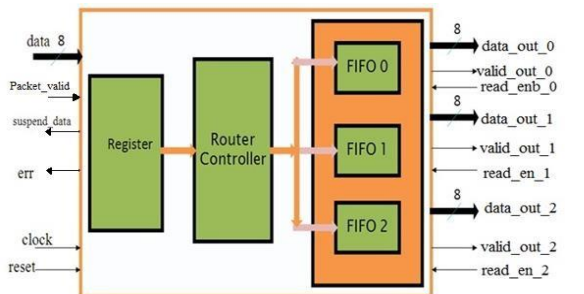 data 8
Packet_valid
suspend_data
err
clock
reset
Register
Router
Controller
FIFO 0
FIFO 1
FIFO 2
8
data_out_0
valid_out_0
read_enb_0
8
data_out_1
valid_out_1
read_en_1
8
data_out_2
valid_out_2
read_en_2